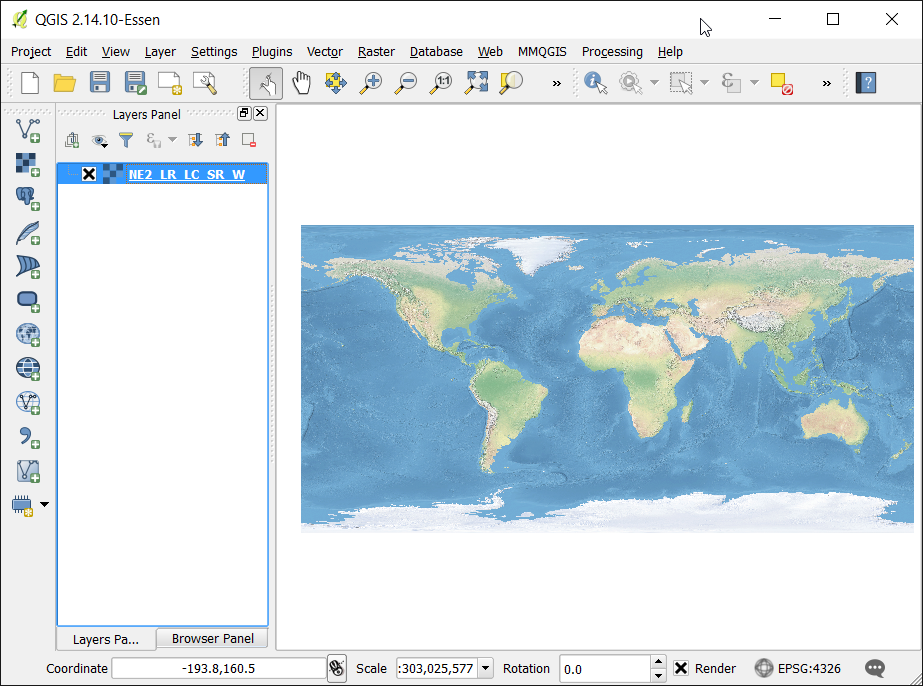 QGIS 2.14.10-Essen
Project Edit View Layer Settings Plugins Vector Raster Database Web MMQGIS Processing Help
1:1 » » ?
Layers Panel
NE2_LR_LC_SR_W
Layers Pa... Browser Panel
Coordinate -193.8,160.5 Scale :303,025,577 Rotation 0.0 Render EPSG:4326